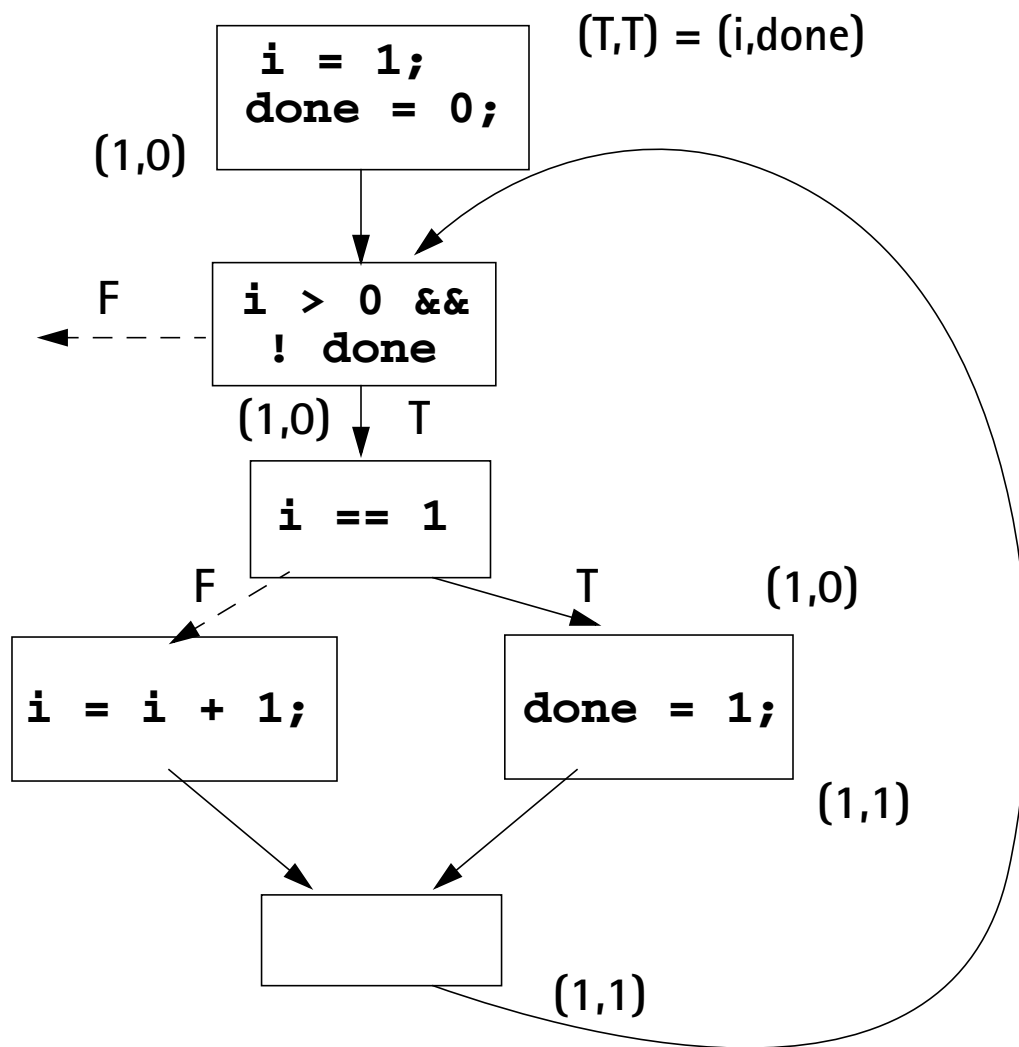 (T,T) = (i,done)
i = 1;
done = 0;
(1,0)
i > 0 &&
! done
F
(1,0)
T
i == 1
F
T
(1,0)
i = i + 1;
done = 1;
(1,1)
(1,1)